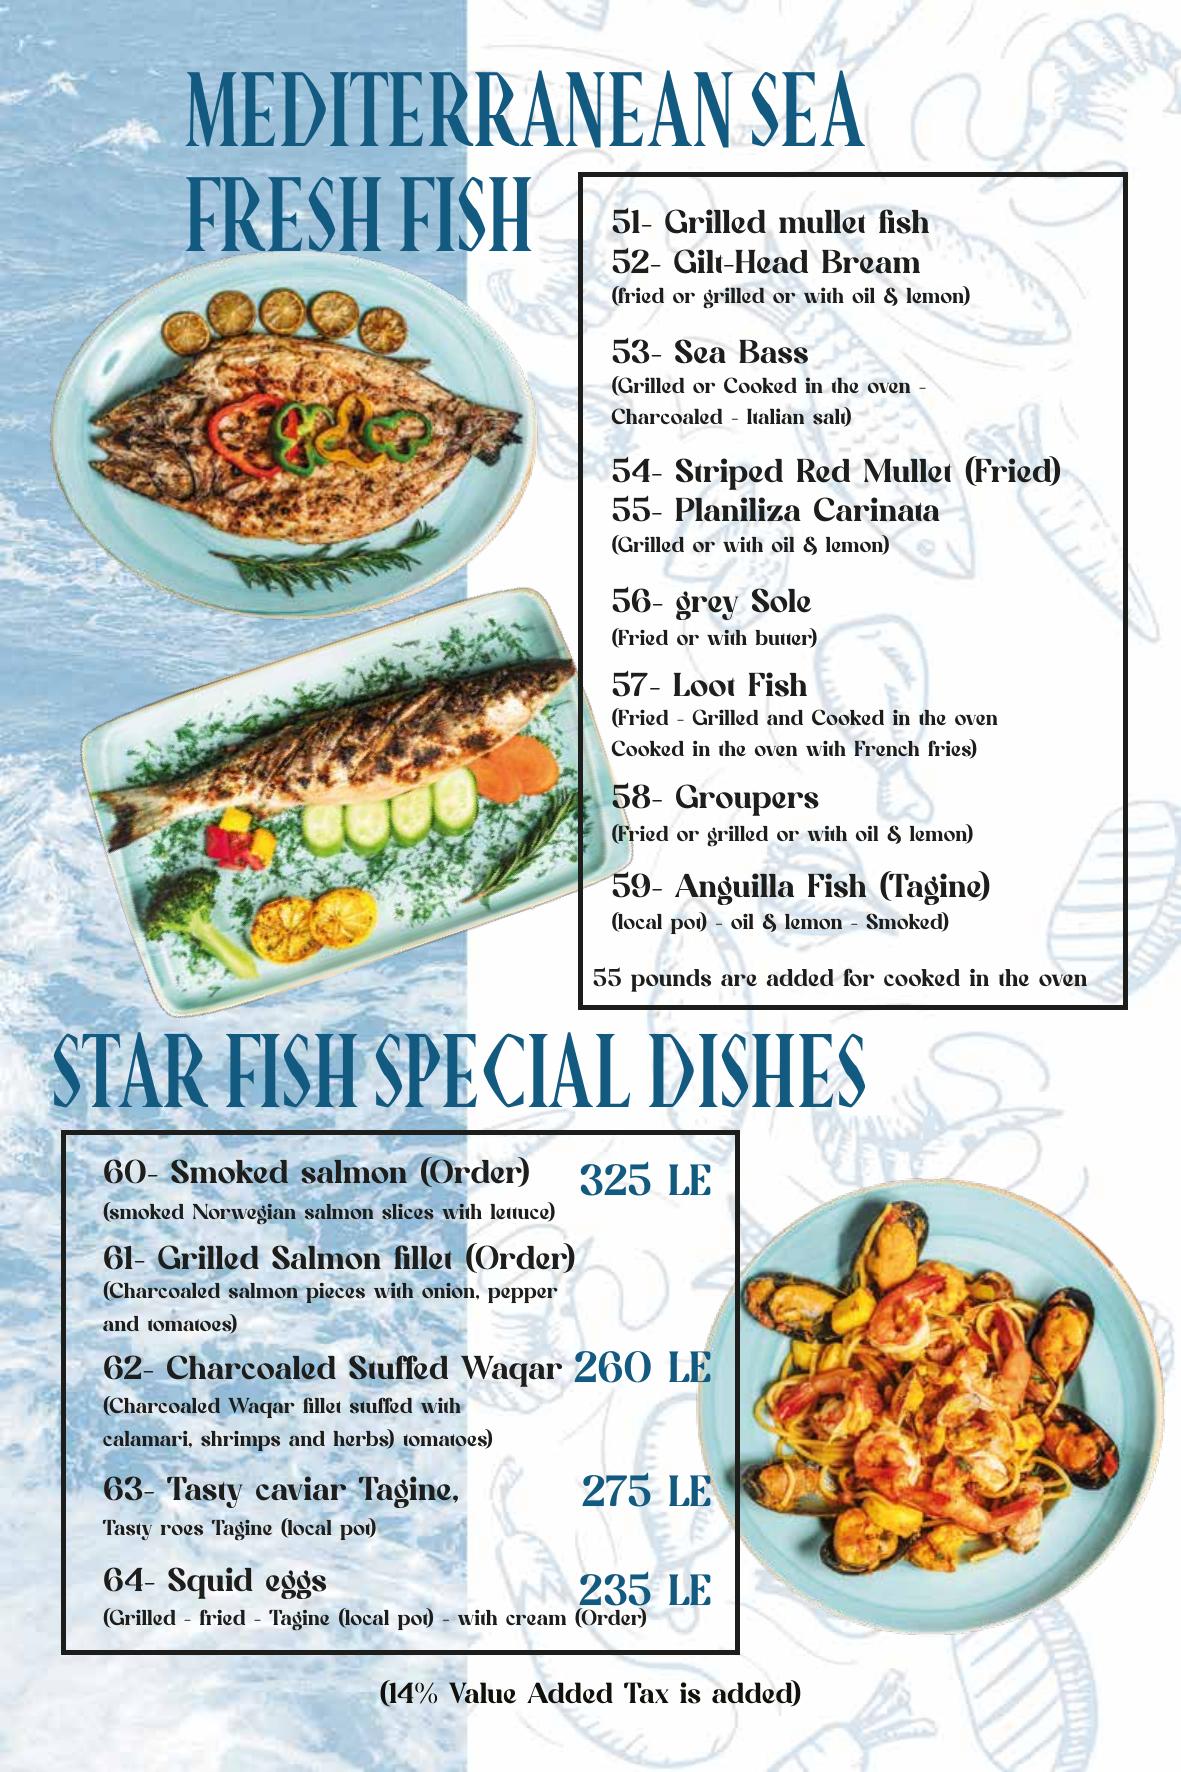 MEDITERRANEAN SEA
FRESH FISH
51- Grilled mullet fish
52- Gilt-Head Bream
(fried or grilled or with oil & lemon)
53- Sea Bass
(Grilled or Cooked in the oven -
Charcoaled - Italian salt)
54- Striped Red Mullet (Fried)
55- Planiliza Carinata
(Grilled or with oil & lemon)
56- grey Sole
(Fried or with butter)
57- Loot Fish
(Fried - Grilled and Cooked in the oven
Cooked in the oven with French fries)
58- Groupers
(Fried or grilled or with oil & lemon)
59- Anguilla Fish (Tagine)
(local pot) - oil & lemon - Smoked)
55 pounds are added for cooked in the oven
STAR FISH SPECIAL DISHES
60- Smoked salmon (Order) 325 LE
(smoked Norwegian salmon slices with lettuce)
61- Grilled Salmon fillet (Order)
(Charcoaled salmon pieces with onion, pepper
and tomatoes)
62- Charcoaled Stuffed Waqar 260 LE
(Charcoaled Waqar fillet stuffed with
calamari, shrimps and herbs) tomatoes)
63- Tasty caviar Tagine, 275 LE
Tasty roes Tagine (local pot)
64- Squid eggs 235 LE
(Grilled - fried - Tagine (local pot) - with cream (Order)
(14% Value Added Tax is added)